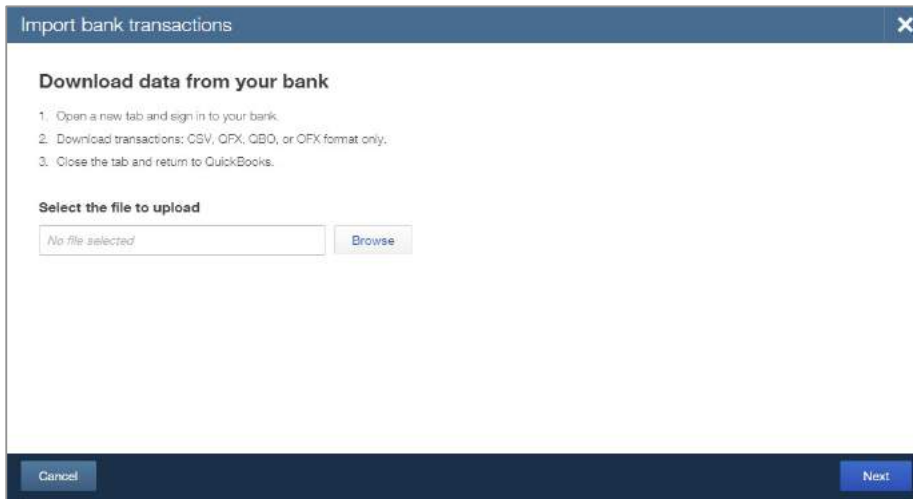 Import bank transactions
Download data from your bank
1. Open a new tab and sign in to your bank.
2. Download transactions: CSV, QFX, QBO, or OFX format only.
3. Close the tab and return to QuickBooks.
Select the file to upload
No file selected
Browse
Cancel
Next